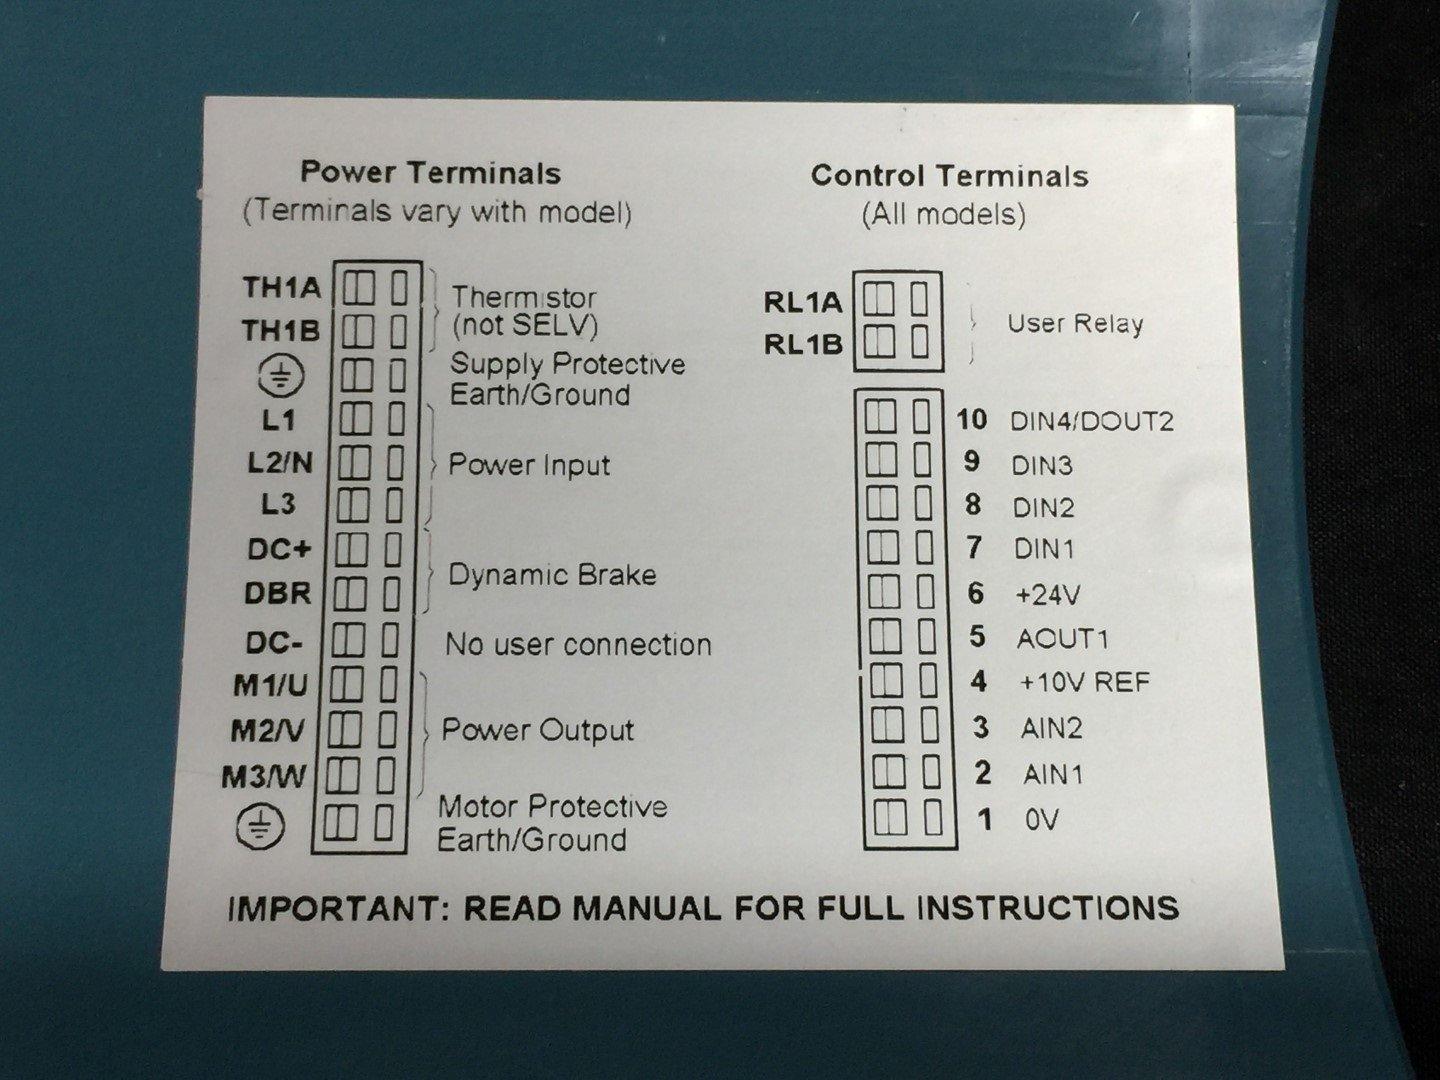 Power Terminals
(Terminals vary with model)
TH1A
TH1B
Thermistor
(not SELV)
Supply Protective
Earth/Ground
L1
L2/N
L3
Power Input
DC+
DBR
Dynamic Brake
DC-
No user connection
M1/U
M2/V
M3/W
Power Output
Motor Protective
Earth/Ground
Control Terminals
(All models)
RL1A
RL1B
User Relay
10 DIN4/DOUT2
9 DIN3
8 DIN2
7 DIN1
6 +24V
5 AOUT1
4 +10V REF
3 AIN2
2 AIN1
1 0V
IMPORTANT: READ MANUAL FOR FULL INSTRUCTIONS